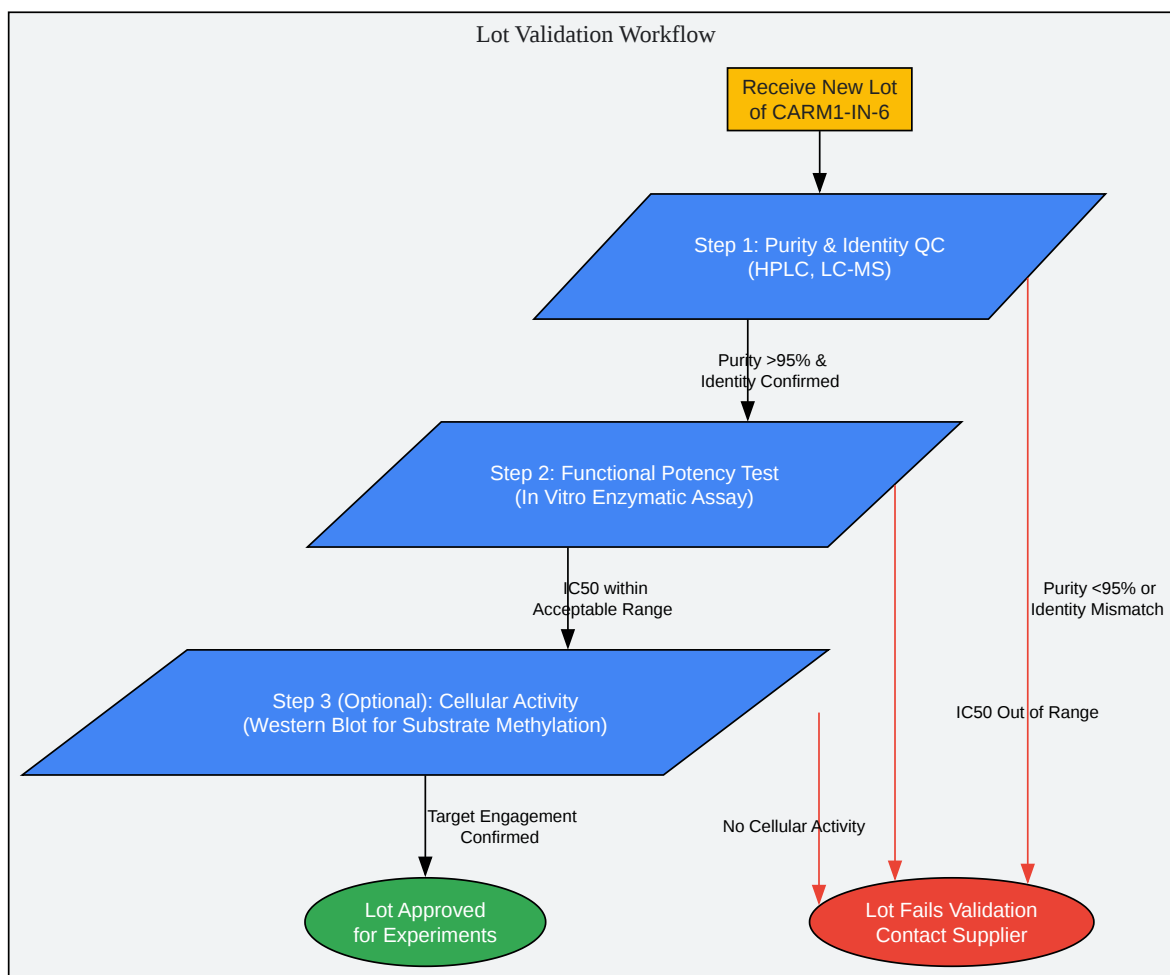 Lot Validation Workflow
Receive New Lot
of CARM1-IN-6
Step 1: Purity & Identity QC
(HPLC, LC-MS)
Purity >95% &
Identity Confirmed
Step 2: Functional Potency Test
(In Vitro Enzymatic Assay)
IC50 within
Acceptable Range
Purity <95% or
Identity Mismatch
Step 3 (Optional): Cellular Activity
(Western Blot for Substrate Methylation)
IC50 Out of Range
Target Engagement
Confirmed
No Cellular Activity
Lot Approved
for Experiments
Lot Fails Validation
Contact Supplier